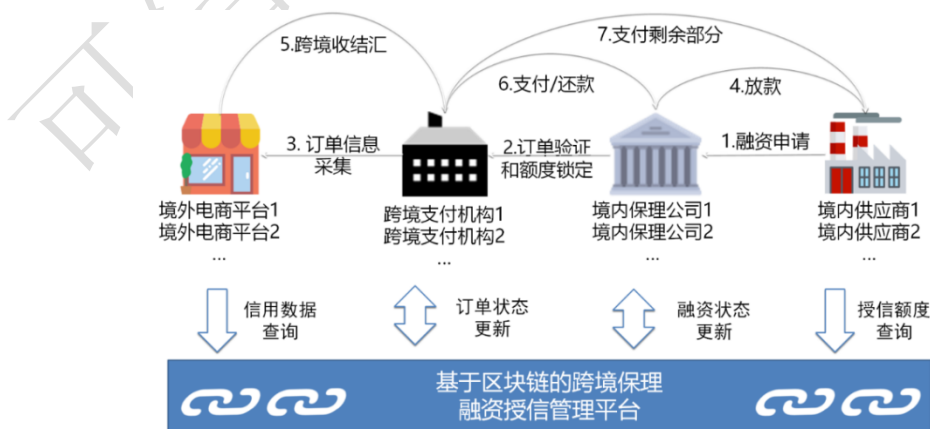 5.跨境收结汇
7.支付剩余部分
6.支付/还款
4.放款
3. 订单信息
采集
2.订单验证
和额度锁定
1.融资申请
境外电商平台1
境外电商平台2
...
跨境支付机构1
跨境支付机构2
...
境内保理公司1
境内保理公司2
...
境内供应商1
境内供应商2
...
信用数据
查询
订单状态
更新
融资状态
更新
授信额度
查询
基于区块链的跨境保理
融资授信管理平台